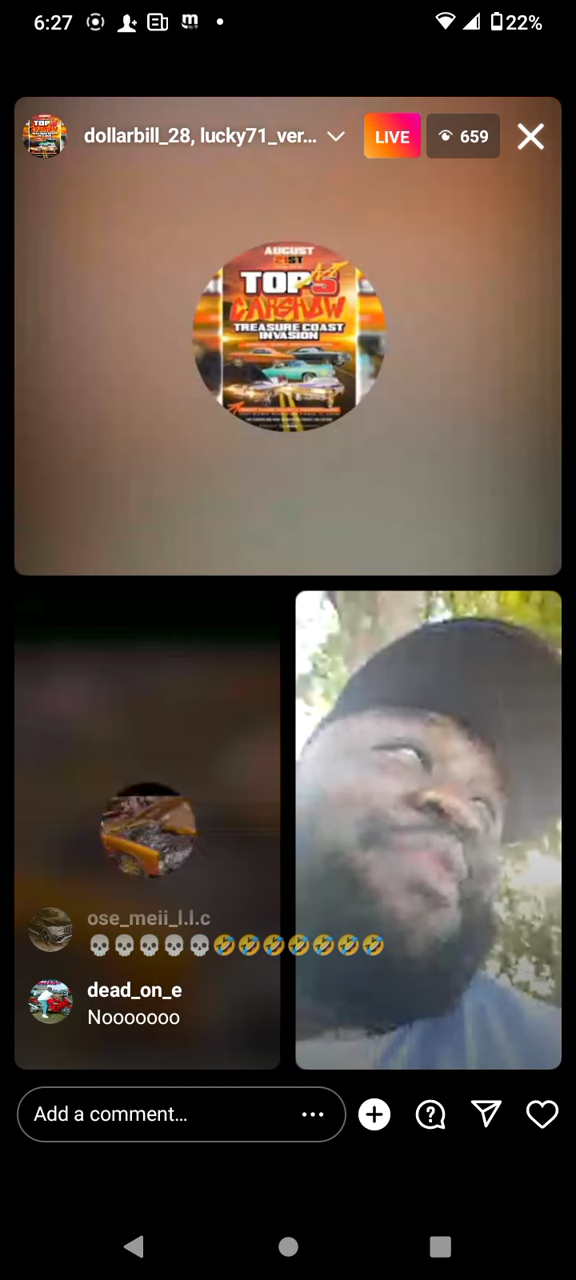 6:27
22%
dollarbill_28, lucky71_ver...
LIVE
659
AUGUST
21ST
TOP 5
CARSHOW
TREASURE COAST
INVASION
ose_meii_l.l.c
💀💀💀💀💀🤣🤣🤣🤣🤣🤣🤣
dead_on_e
Nooooooo
Add a comment...